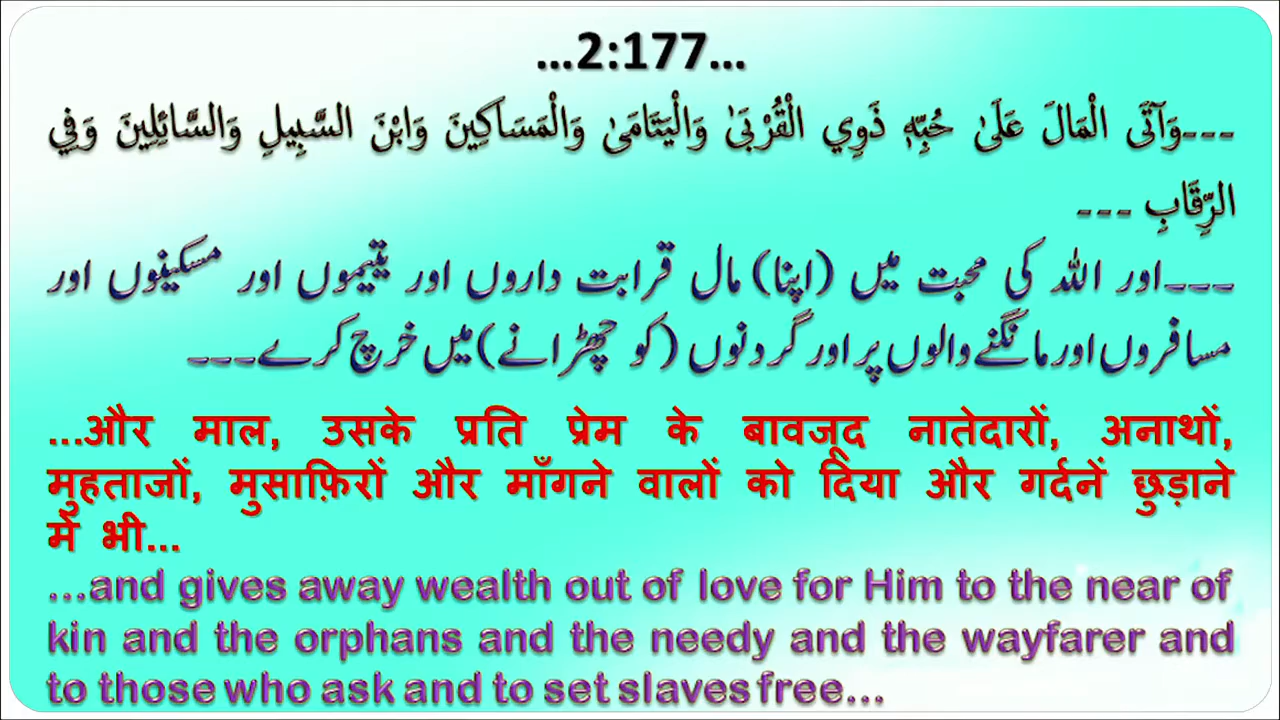 ...2:177...
---وَآتَى الْمَالَ عَلَىٰ حُبِّهِ ذَوِي الْقُرْبَىٰ وَالْيَتَامَىٰ وَالْمَسَاكِينَ وَابْنَ السَّبِيلِ وَالسَّائِلِينَ وَفِي
الرِّقَابِ ---
---اور اللہ کی محبت میں (اپنا) مال قرابت داروں اور یتیموں اور مسکینوں اور
مسافروں اور مانگنے والوں پر اور گردنوں (کو چھڑانے) میں خرچ کرے---
...और माल, उसके प्रति प्रेम के बावजूद नातेदारों, अनाथों,
मुहताजों, मुसाफ़िरों और माँगने वालों को दिया और गर्दनें छुड़ाने
में भी...
...and gives away wealth out of love for Him to the near of
kin and the orphans and the needy and the wayfarer and
to those who ask and to set slaves free...